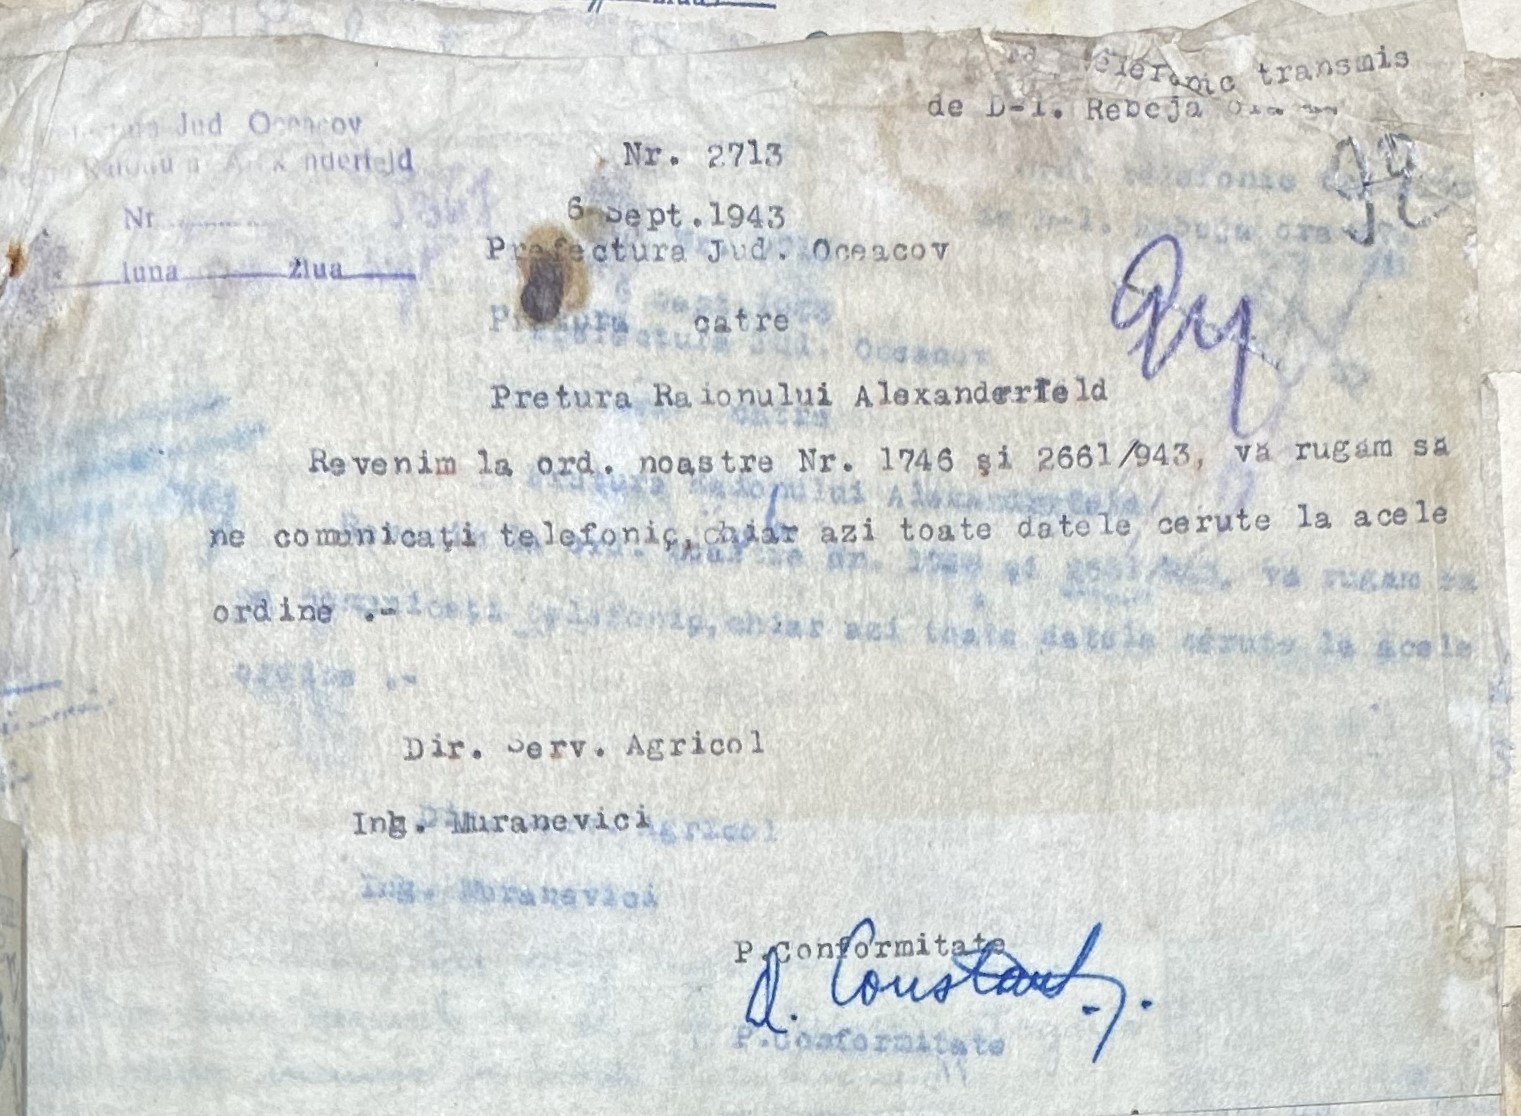 telefonic transmis
de D-l. Rebeja
Jud Oceacov
Nr. 2713
Nr
6 Sept.1943
luna ziua
Prefectura Jud. Oceacov
catre
Pretura Raionului Alexanderfeld
Revenim la ord. noastre Nr. 1746 şi 2661/943, vă rugam sa
ne comunicaţi telefonic,chiar azi toate datele cerute la acele
ordine .-
Dir. Serv. Agricol
Ing. Muranevici
P.Conformitate
D. Constant